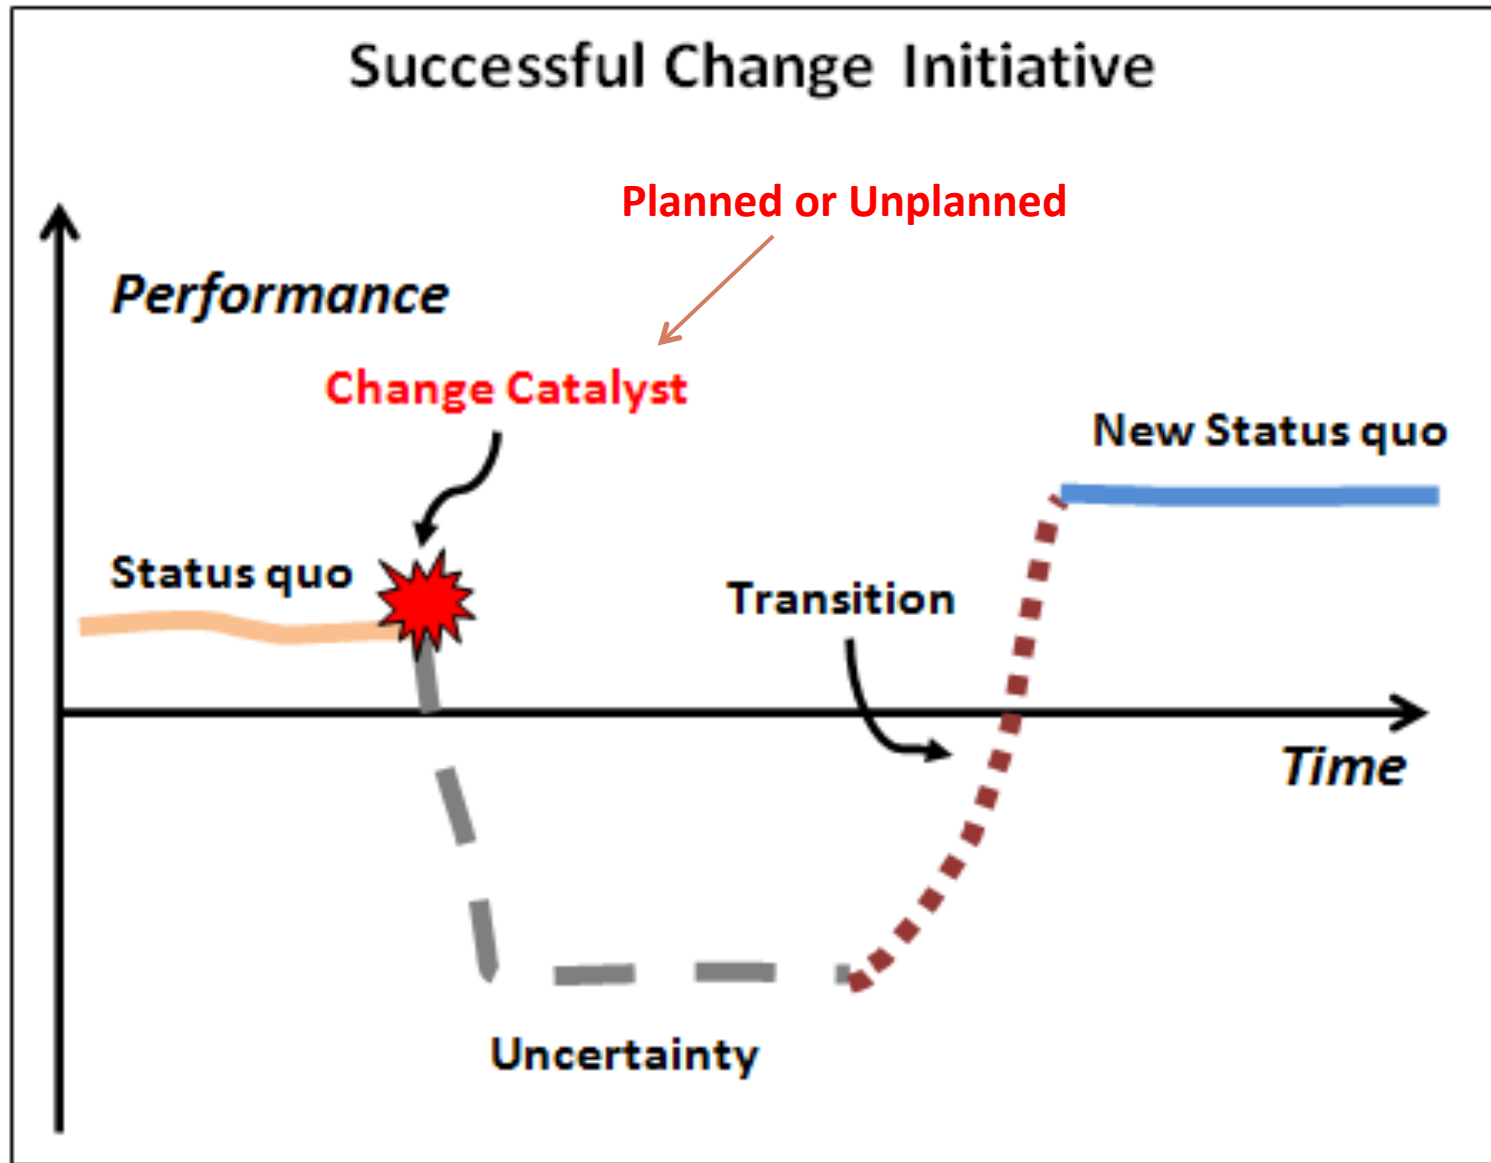 Successful Change Initiative
Planned or Unplanned
Performance
Change Catalyst
New Status quo
Status quo
Transition
Time
Uncertainty